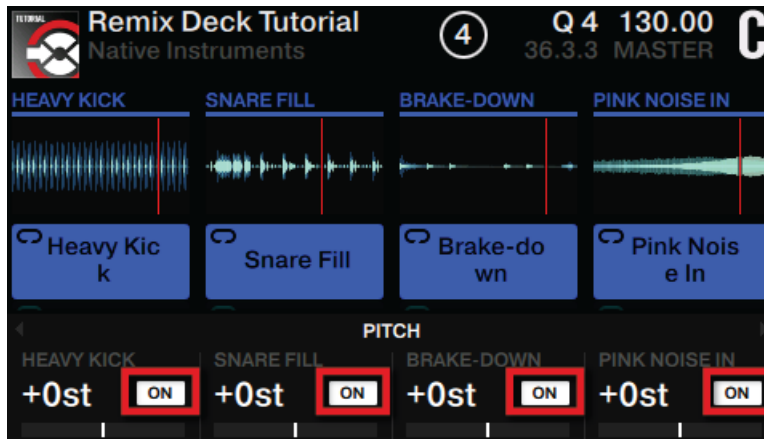 TUTORIAL
Remix Deck Tutorial
Native Instruments
4
Q 4 130.00
36.3.3 MASTER
C
HEAVY KICK SNARE FILL BRAKE-DOWN PINK NOISE IN
Heavy Kic
k
Snare Fill
Brake-do
wn
Pink Nois
e In
PITCH
HEAVY KICK SNARE FILL BRAKE-DOWN PINK NOISE IN
+0st ON +0st ON +0st ON +0st ON